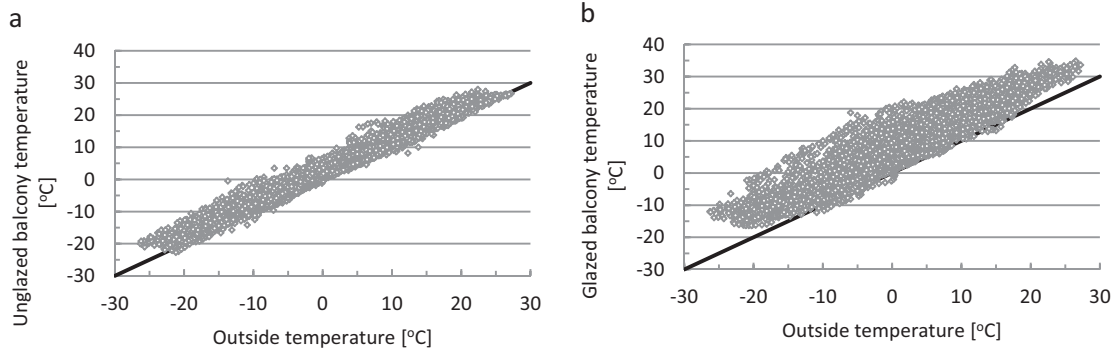 a
Unglazed balcony temperature
[°C]
40
30
20
10
0
-10
-20
-30
-30 -20 -10 0 10 20 30
Outside temperature [°C]
b
Glazed balcony temperature
[°C]
40
30
20
10
0
-10
-20
-30
-30 -20 -10 0 10 20 30
Outside temperature [°C]